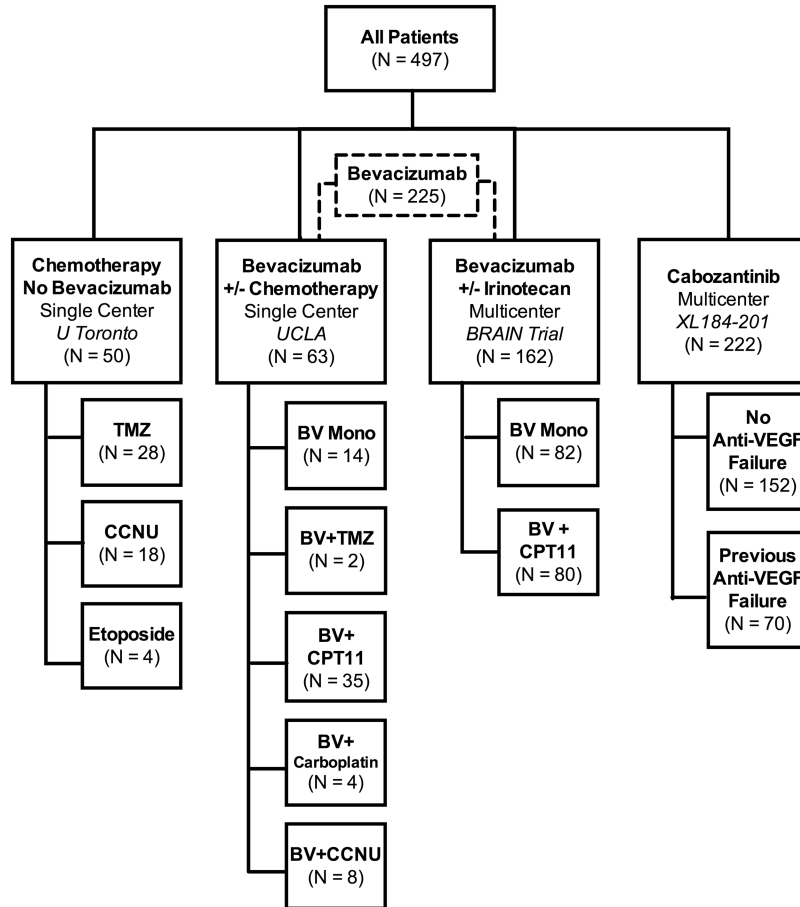 All Patients
(N = 497)
Bevacizumab
(N = 225)
Chemotherapy
No Bevacizumab
Single Center
U Toronto
(N = 50)
TMZ
(N = 28)
CCNU
(N = 18)
Etoposide
(N = 4)
Bevacizumab
+/- Chemotherapy
Single Center
UCLA
(N = 63)
BV Mono
(N = 14)
BV+TMZ
(N = 2)
BV+
CPT11
(N = 35)
BV+
Carboplatin
(N = 4)
BV+CCNU
(N = 8)
Bevacizumab
+/- Irinotecan
Multicenter
BRAIN Trial
(N = 162)
BV Mono
(N = 82)
BV +
CPT11
(N = 80)
Cabozantinib
Multicenter
XL184-201
(N = 222)
No
Anti-VEGF
Failure
(N = 152)
Previous
Anti-VEGF
Failure
(N = 70)